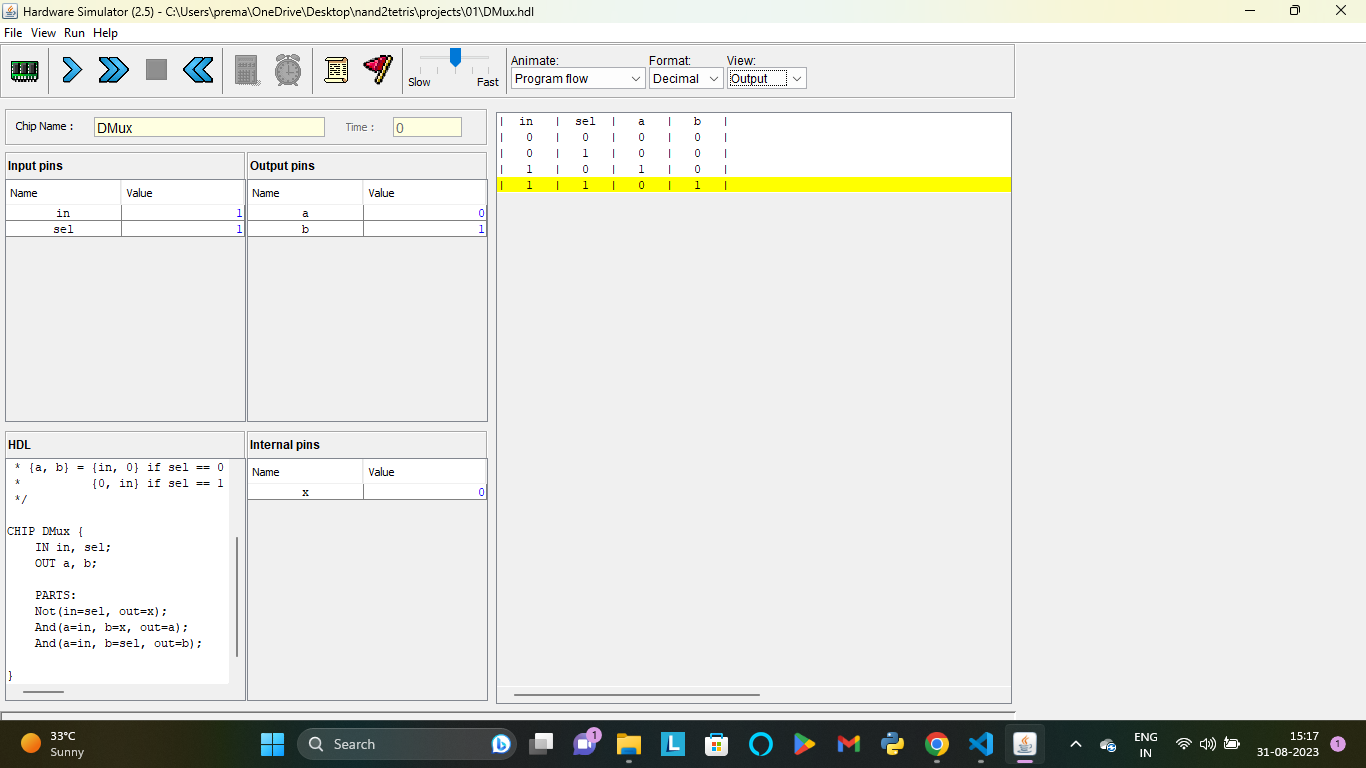 Hardware Simulator (2.5) - C:\Users\prema\OneDrive\Desktop\nand2tetris\projects\01\DMux.hdl
File View Run Help
Slow Fast
Animate: Format: View:
Program flow Decimal Output
Chip Name : DMux Time : 0
Input pins
Name Value
in 1
sel 1
Output pins
Name Value
a 0
b 1
| in | sel | a | b |
| 0 | 0 | 0 | 0 |
| 0 | 1 | 0 | 0 |
| 1 | 0 | 1 | 0 |
| 1 | 1 | 0 | 1 |
HDL
* {a, b} = {in, 0} if sel == 0
* {0, in} if sel == 1
*/
CHIP DMux {
IN in, sel;
OUT a, b;
PARTS:
Not(in=sel, out=x);
And(a=in, b=x, out=a);
And(a=in, b=sel, out=b);
}
Internal pins
Name Value
x 0
33°C
Sunny
Search
1
L
ENG
IN
15:17
31-08-2023
1